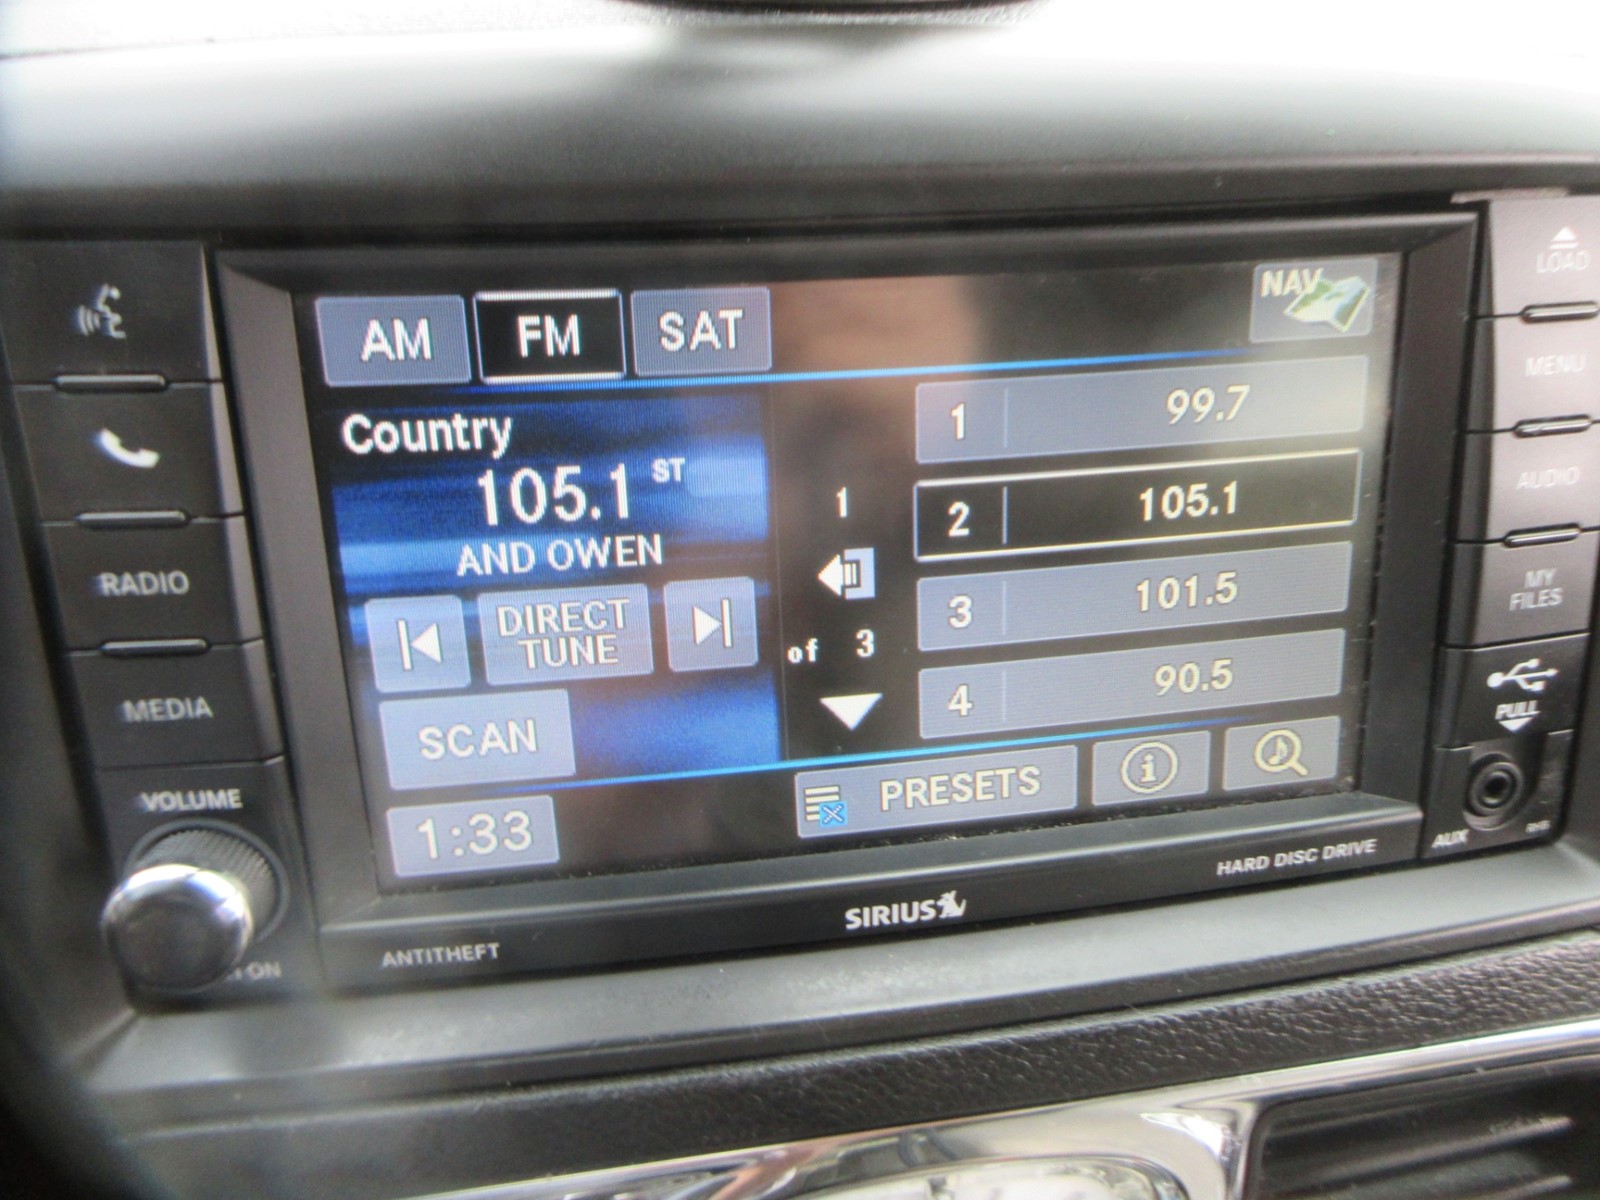 AM FM SAT
NAV
Country
105.1 ST
AND OWEN
DIRECT
TUNE
SCAN
1:33
1
of 3
1 99.7
2 105.1
3 101.5
4 90.5
PRESETS
i
RADIO
MEDIA
VOLUME
ON
LOAD
MENU
AUDIO
MY
FILES
PULL
AUX
HARD DISC DRIVE
SIRIUS
ANTITHEFT